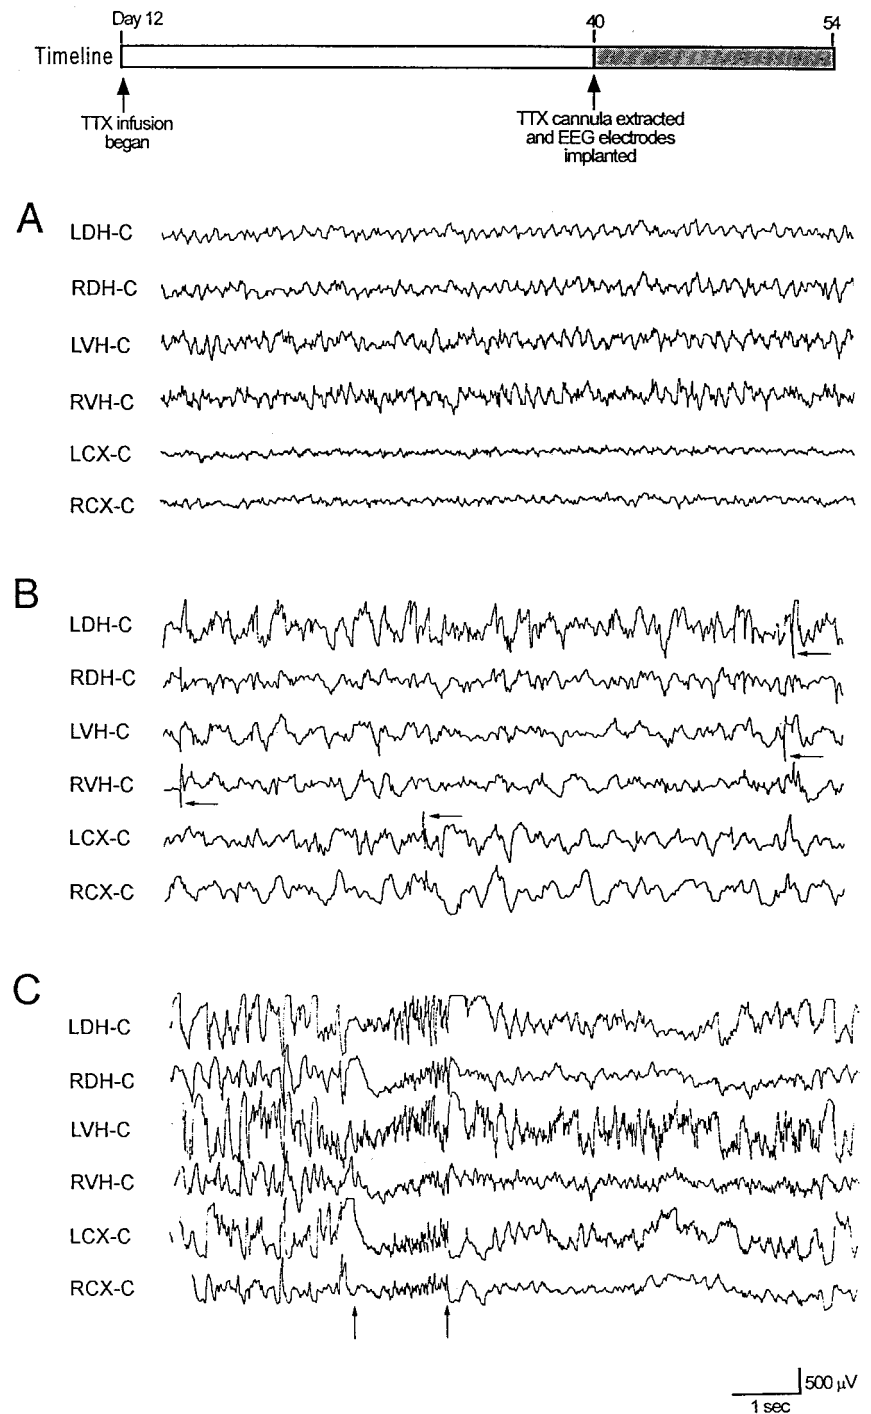 Day 12 40 54
Timeline
TTX infusion
began
TTX cannula extracted
and EEG electrodes
implanted
A
LDH-C
RDH-C
LVH-C
RVH-C
LCX-C
RCX-C
B
LDH-C
RDH-C
LVH-C
RVH-C
LCX-C
RCX-C
C
LDH-C
RDH-C
LVH-C
RVH-C
LCX-C
RCX-C
500 µV
1 sec